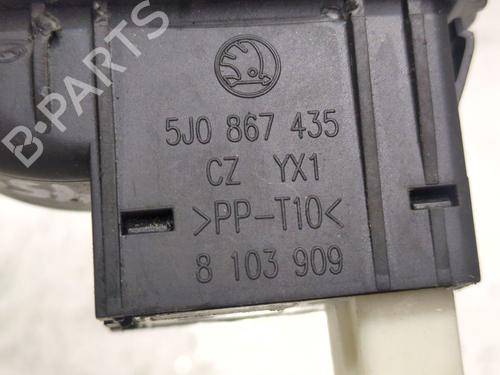 B-PARTS
5J0 867 435
CZ YX1
>PP-T10<
8 103 909